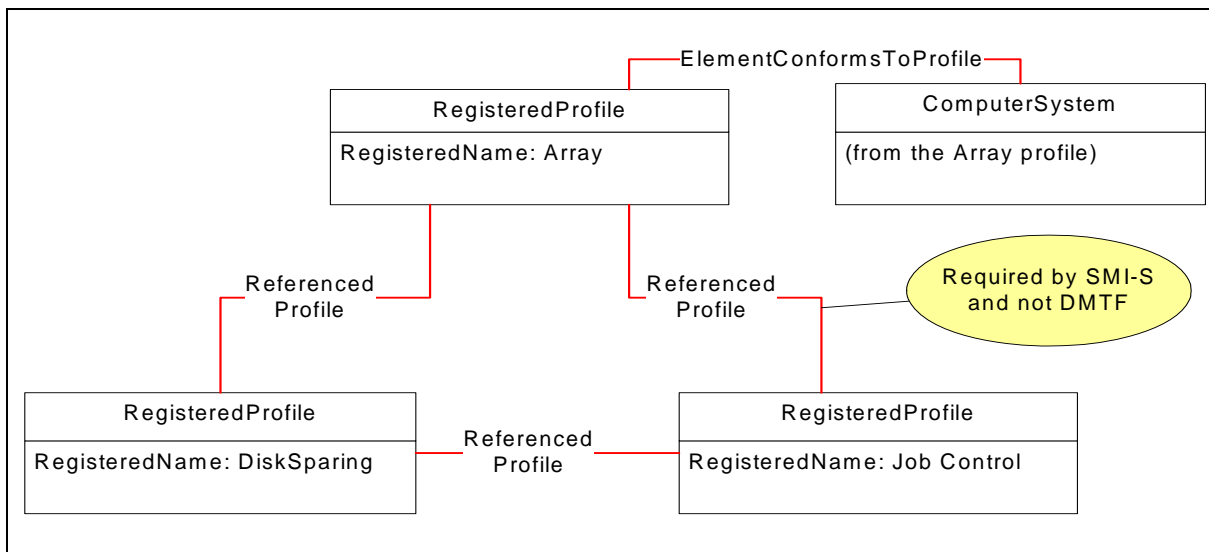 ElementConformsToProfile
RegisteredProfile
RegisteredName: Array
ComputerSystem
(from the Array profile)
Referenced
Profile
Referenced
Profile
Required by SMI-S
and not DMTF
RegisteredProfile
RegisteredName: DiskSparing
Referenced
Profile
RegisteredProfile
RegisteredName: Job Control